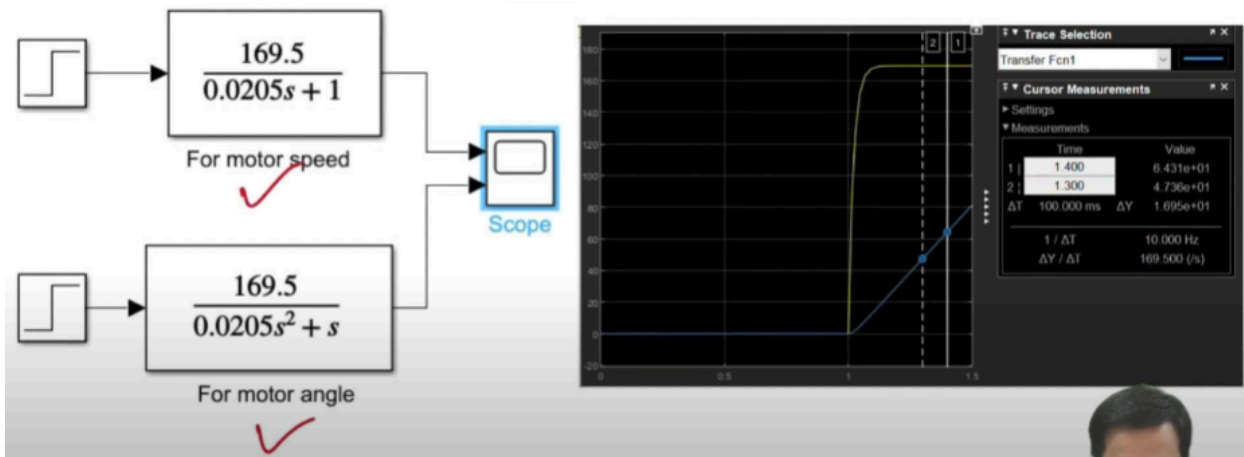 169.5
0.0205s + 1
For motor speed
169.5
0.0205s² + s
For motor angle
Scope
180
160
140
120
100
80
60
40
20
0
-20
0
0.5
1
1.5
2
1
Trace Selection
Transfer Fcn1
Cursor Measurements
Settings
Measurements
Time Value
1 | 1.400 6.431e+01
2 ¦ 1.300 4.736e+01
ΔT 100.000 ms ΔY 1.695e+01
1 / ΔT 10.000 Hz
ΔY / ΔT 169.500 (/s)